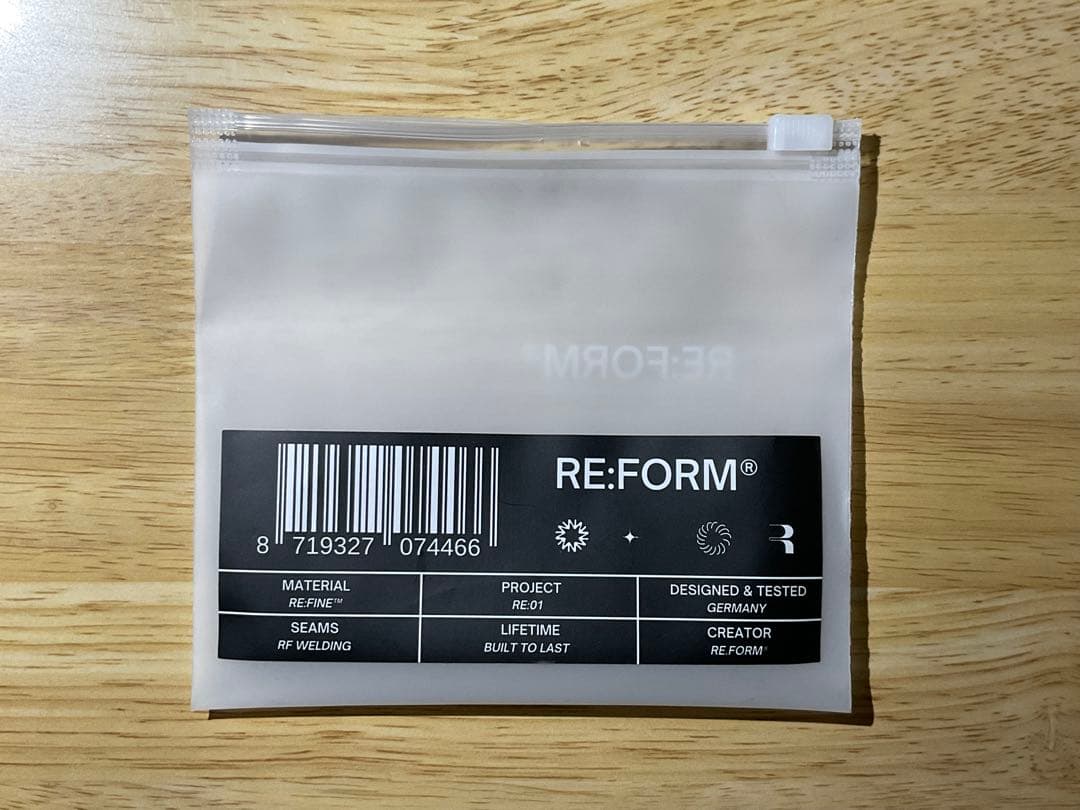 RE:FORM®
8 719327 074466
RE:FORM®
MATERIAL
RE:FINE™
PROJECT
RE:01
DESIGNED & TESTED
GERMANY
SEAMS
RF WELDING
LIFETIME
BUILT TO LAST
CREATOR
RE.FORM®